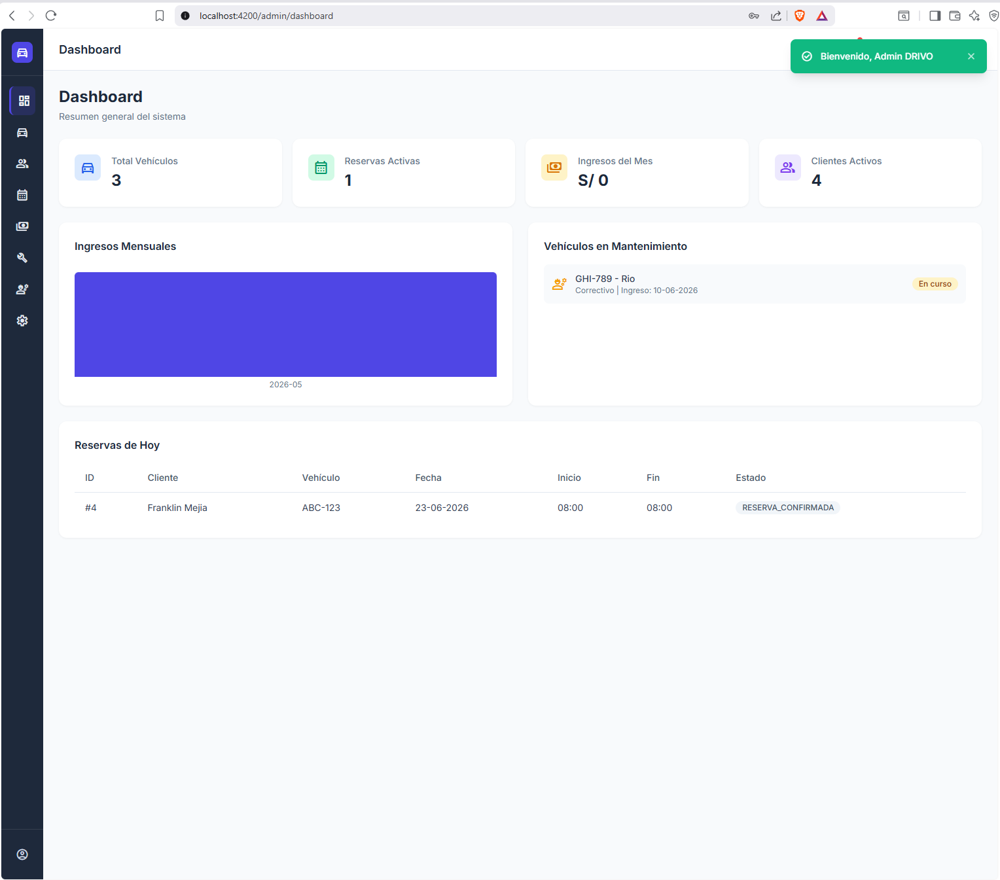 localhost:4200/admin/dashboard
Dashboard
Bienvenido, Admin DRIVO
Dashboard
Resumen general del sistema
Total Vehículos
3
Reservas Activas
1
Ingresos del Mes
S/ 0
Clientes Activos
4
Ingresos Mensuales
2026-05
Vehículos en Mantenimiento
GHI-789 - Rio
Correctivo | Ingreso: 10-06-2026
En curso
Reservas de Hoy
ID Cliente Vehículo Fecha Inicio Fin Estado
#4 Franklin Mejia ABC-123 23-06-2026 08:00 08:00 RESERVA_CONFIRMADA